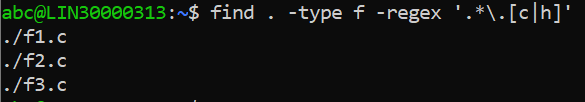 abc@LIN30000313:~$ find . -type f -regex '.*\.[c|h]'
./f1.c
./f2.c
./f3.c